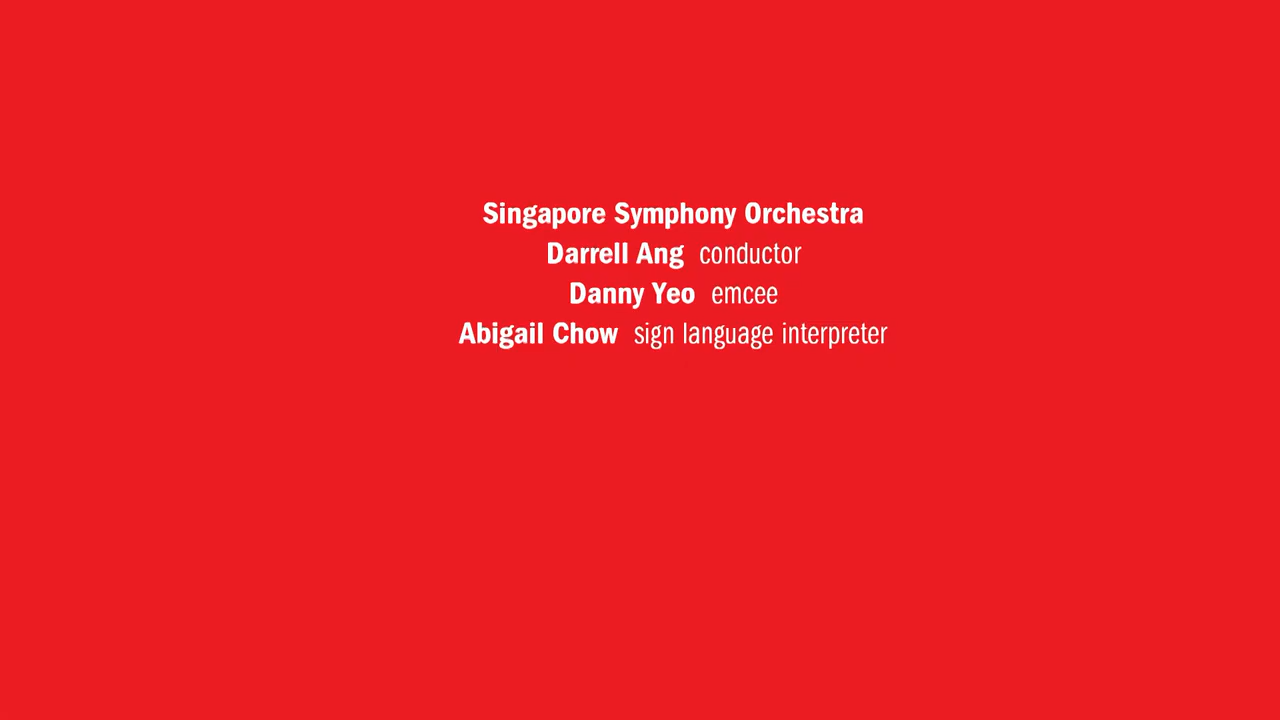 Singapore Symphony Orchestra
Darrell Ang conductor
Danny Yeo emcee
Abigail Chow sign language interpreter